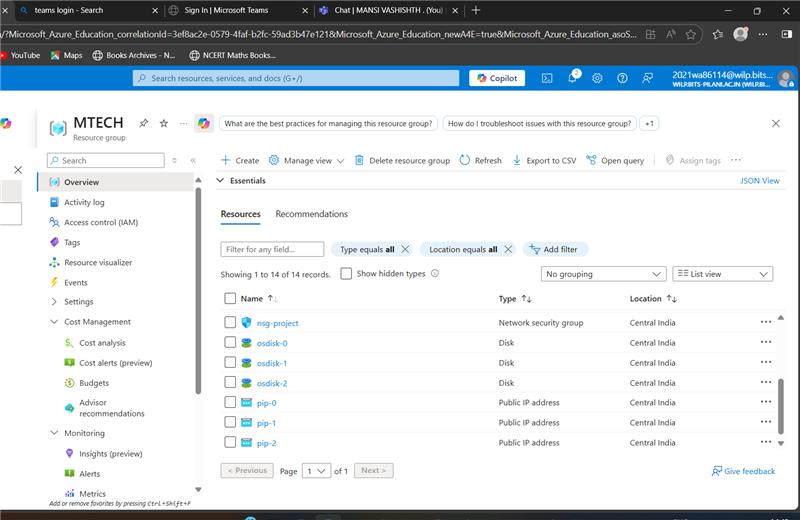 teams login - Search
Sign In | Microsoft Teams
Chat | MANSI VASHISHTH . (You) |
/?Microsoft_Azure_Education_correlationId=3ef8ac2e-0579-4faf-b2fc-59ad3b47e121&Microsoft_Azure_Education_newA4E=true&Microsoft_Azure_Education_asoS...
YouTube
Maps
Books Archives - N...
NCERT Maths Book...
Search resources, services, and docs (G+/)
Copilot
2
2021wa86114@wilp.bits...
WILP.BITS-PILANI.AC.IN (WILP.BI...
MTECH
Resource group
What are the best practices for managing this resource group?
How do I troubleshoot issues with this resource group?
+1
Search
Create
Manage view
Delete resource group
Refresh
Export to CSV
Open query
Assign tags
Essentials
JSON View
Overview
Activity log
Access control (IAM)
Tags
Resource visualizer
Events
Settings
Cost Management
Cost analysis
Cost alerts (preview)
Budgets
Advisor
recommendations
Monitoring
Insights (preview)
Alerts
Metrics
Add or remove favorites by pressing Ctrl+Shift+F
Resources
Recommendations
Filter for any field...
Type equals all
Location equals all
Add filter
Showing 1 to 14 of 14 records.
Show hidden types
No grouping
List view
Name
Type
Location
nsg-project Network security group Central India
osdisk-0 Disk Central India
osdisk-1 Disk Central India
osdisk-2 Disk Central India
pip-0 Public IP address Central India
pip-1 Public IP address Central India
pip-2 Public IP address Central India
< Previous
Page 1 of 1
Next >
Give feedback